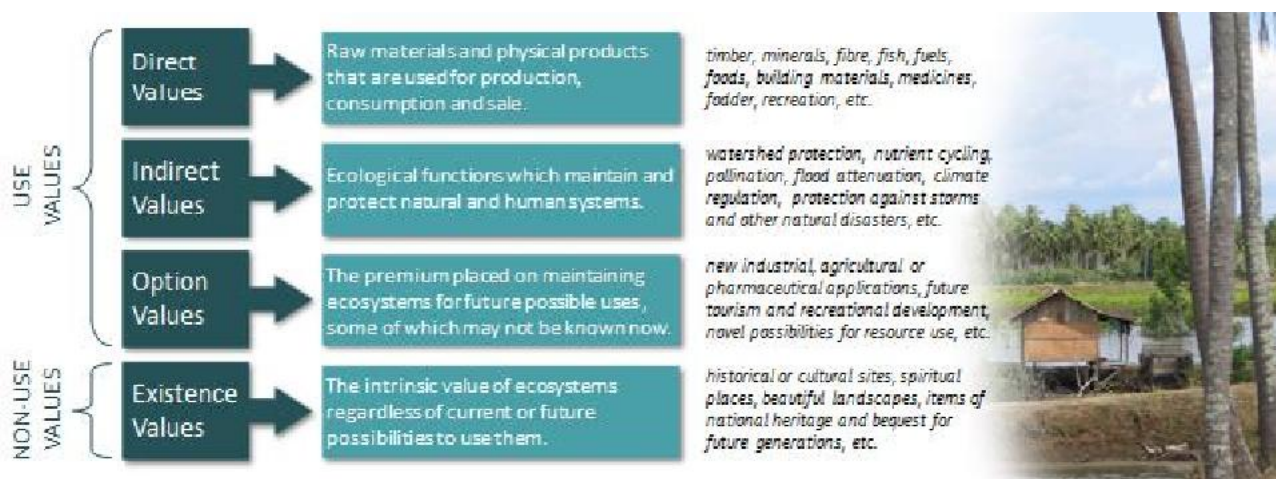 USE
VALUES
Direct
Values
Raw materials and physical products
that are used for production,
consumption and sale.
timber, minerals, fibre, fish, fuels,
foods, building materials, medicines,
fodder, recreation, etc.
Indirect
Values
Ecological functions which maintain and
protect natural and human systems.
watershed protection, nutrient cycling,
pollination, flood attenuation, climate
regulation, protection against storms
and other natural disasters, etc.
Option
Values
The premium placed on maintaining
ecosystems for future possible uses,
some of which may not be known now.
new industrial, agricultural or
pharmaceutical applications, future
tourism and recreational development,
novel possibilities for resource use, etc.
NON-USE
VALUES
Existence
Values
The intrinsic value of ecosystems
regardless of current or future
possibilities to use them.
historical or cultural sites, spiritual
places, beautiful landscapes, items of
national heritage and bequest for
future generations, etc.